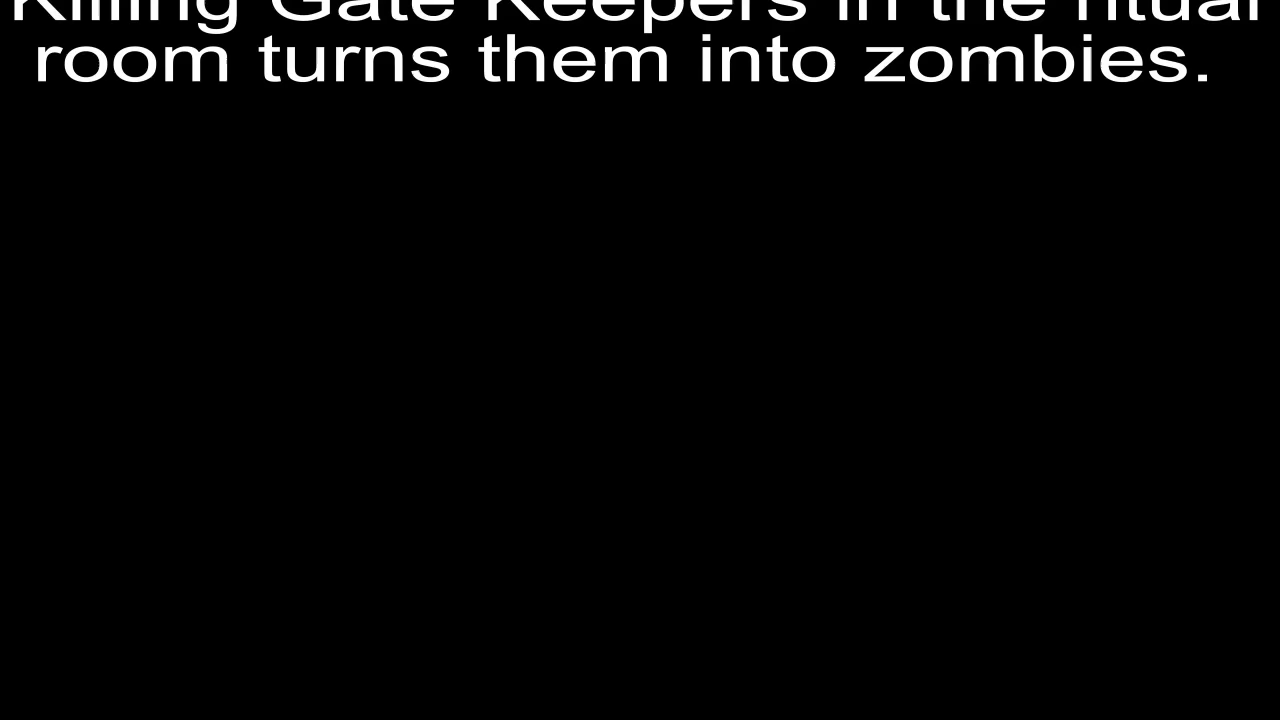 Killing Gate Keepers in the ritual
room turns them into zombies.